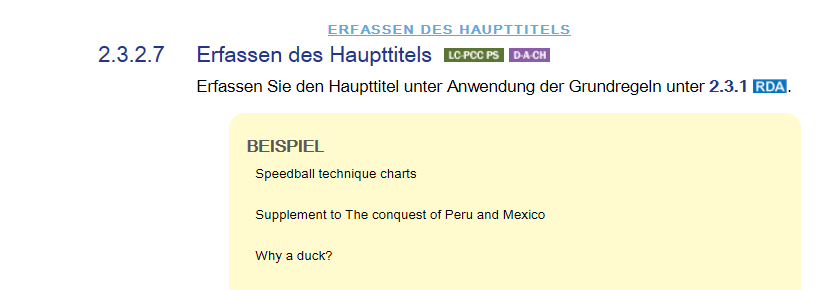 ERFASSEN DES HAUPTTITELS
2.3.2.7 Erfassen des Haupttitels LC-PCC PS D-A-CH
Erfassen Sie den Haupttitel unter Anwendung der Grundregeln unter 2.3.1 RDA.
BEISPIEL
Speedball technique charts
Supplement to The conquest of Peru and Mexico
Why a duck?